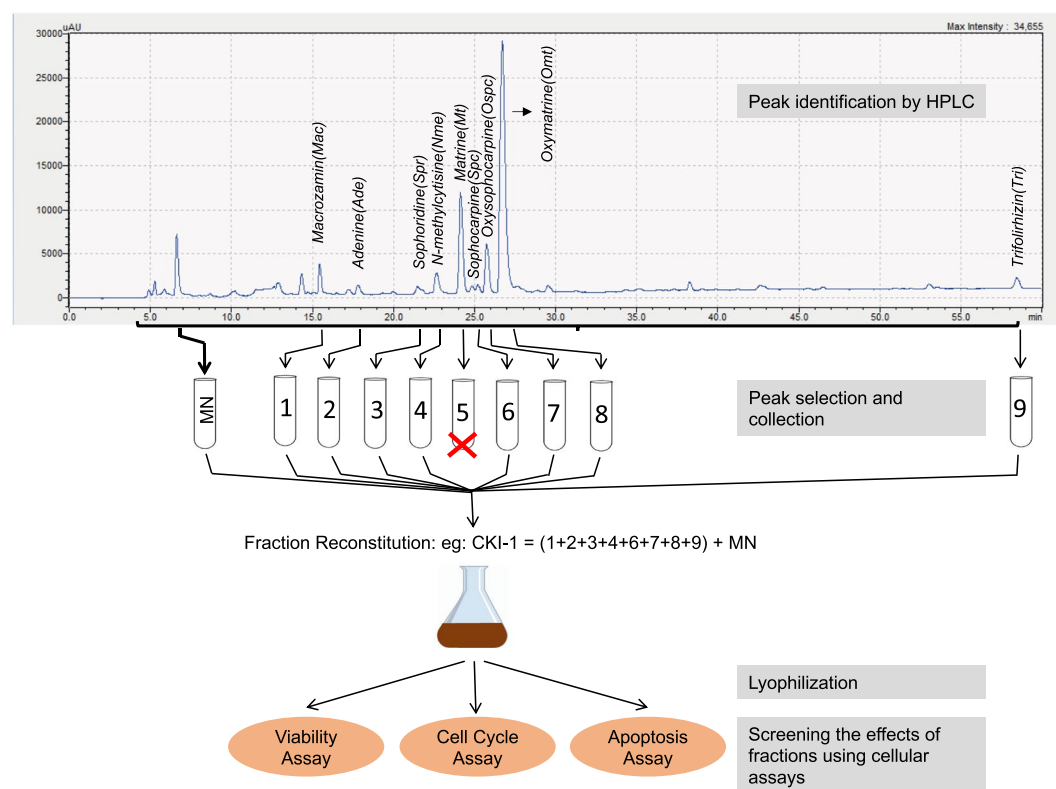 uAU
Max Intensity : 34,655
30000
25000
20000
15000
10000
5000
0
Macrozamin(Mac)
Adenine(Ade)
Sophoridine(Spr)
N-methylcytisine(Nme)
Matrine(Mt)
Sophocarpine(Spc)
Oxysophocarpine(Ospc)
Oxymatrine(Omt)
Trifolirhizin(Tri)
Peak identification by HPLC
0.0 5.0 10.0 15.0 20.0 25.0 30.0 35.0 40.0 45.0 50.0 55.0 min
MN 1 2 3 4 5 6 7 8 9
Peak selection and
collection
Fraction Reconstitution: eg: CKI-1 = (1+2+3+4+6+7+8+9) + MN
Lyophilization
Viability
Assay
Cell Cycle
Assay
Apoptosis
Assay
Screening the effects of
fractions using cellular
assays